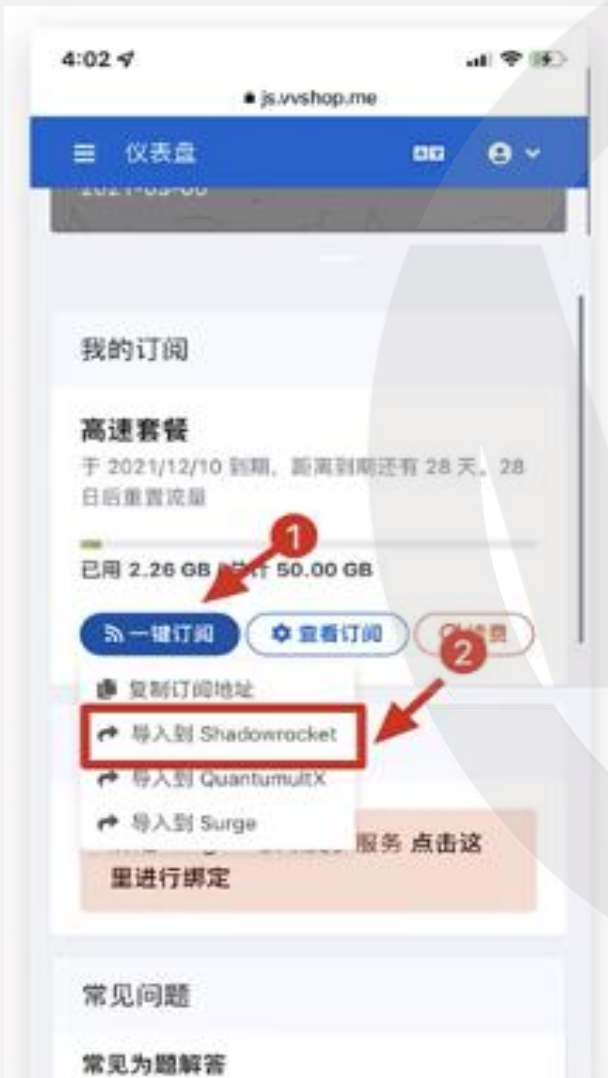 4:02
js.vvshop.me
仪表盘
我的订阅
高速套餐
于 2021/12/10 到期，距离到期还有 28 天。28
日后重置流量
1
已用 2.26 GB 50.00 GB
一键订阅 查看订阅
2
复制订阅地址
导入到 Shadowrocket
导入到 QuantumultX
导入到 Surge
服务 点击这
里进行绑定
常见问题
常见为题解答